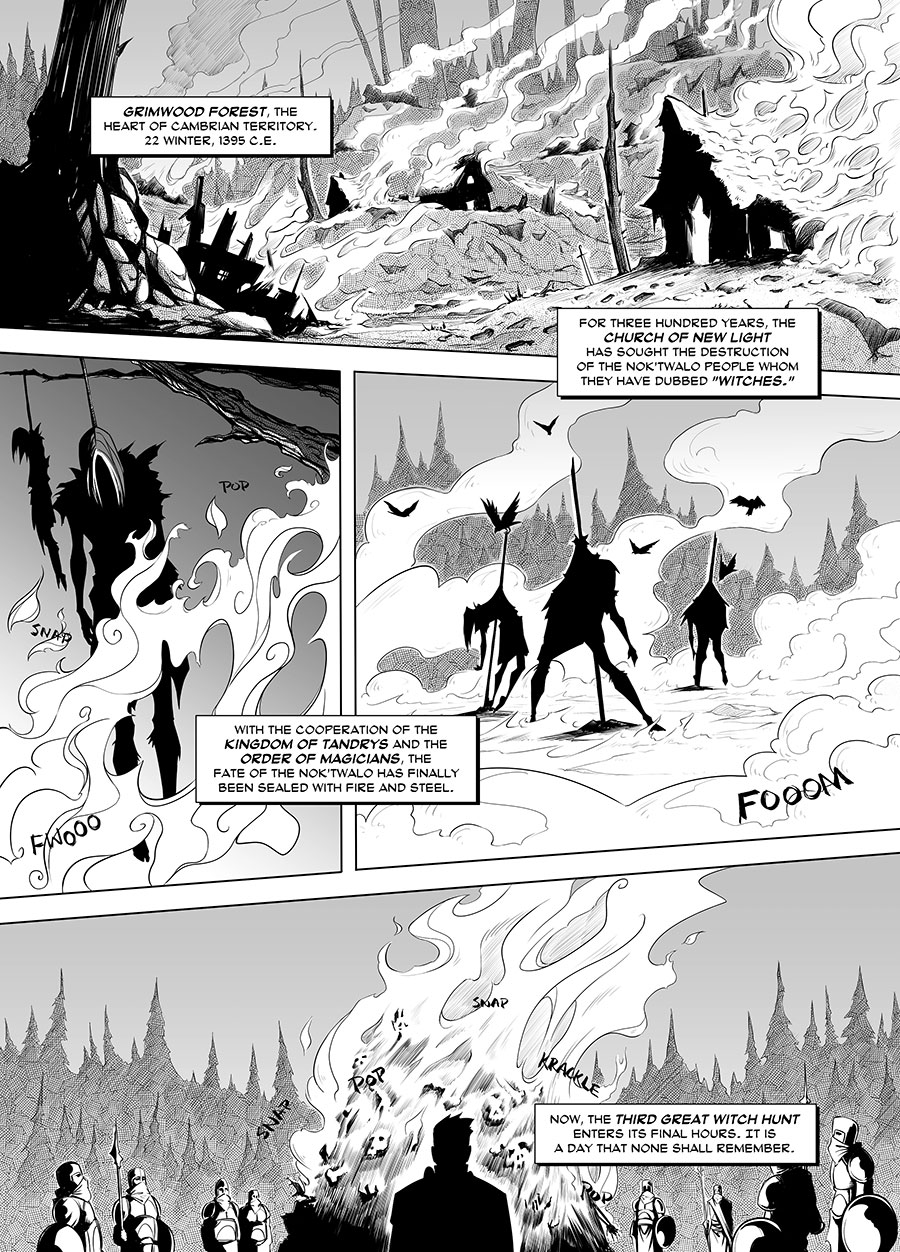 GRIMWOOD FOREST, THE
HEART OF CAMBRIAN TERRITORY.
22 WINTER, 1395 C.E.
FOR THREE HUNDRED YEARS, THE
CHURCH OF NEW LIGHT
HAS SOUGHT THE DESTRUCTION
OF THE NOK'TWALO PEOPLE WHOM
THEY HAVE DUBBED "WITCHES."
POP
SNAP
FWOOO
WITH THE COOPERATION OF THE
KINGDOM OF TANDRYS AND THE
ORDER OF MAGICIANS, THE
FATE OF THE NOK'TWALO HAS FINALLY
BEEN SEALED WITH FIRE AND STEEL.
FOOOM
SNAP
KRACKLE
POP
SNAP
NOW, THE THIRD GREAT WITCH HUNT
ENTERS ITS FINAL HOURS. IT IS
A DAY THAT NONE SHALL REMEMBER.
POP